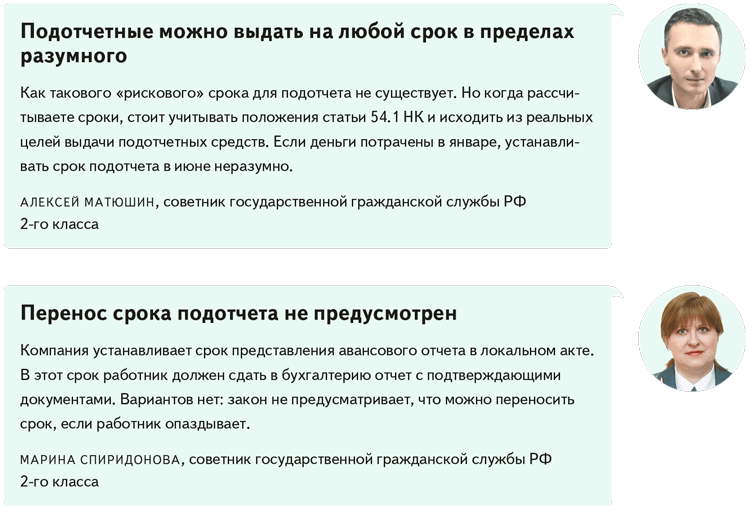 Подотчетные можно выдать на любой срок в пределах
разумного
Как такового «рискового» срока для подотчета не существует. Но когда рассчи-
тываете сроки, стоит учитывать положения статьи 54.1 НК и исходить из реальных
целей выдачи подотчетных средств. Если деньги потрачены в январе, устанавли-
вать срок подотчета в июне неразумно.
АЛЕКСЕЙ МАТЮШИН, советник государственной гражданской службы РФ
2-го класса
Перенос срока подотчета не предусмотрен
Компания устанавливает срок представления авансового отчета в локальном акте.
В этот срок работник должен сдать в бухгалтерию отчет с подтверждающими
документами. Вариантов нет: закон не предусматривает, что можно переносить
срок, если работник опаздывает.
МАРИНА СПИРИДОНОВА, советник государственной гражданской службы РФ
2-го класса